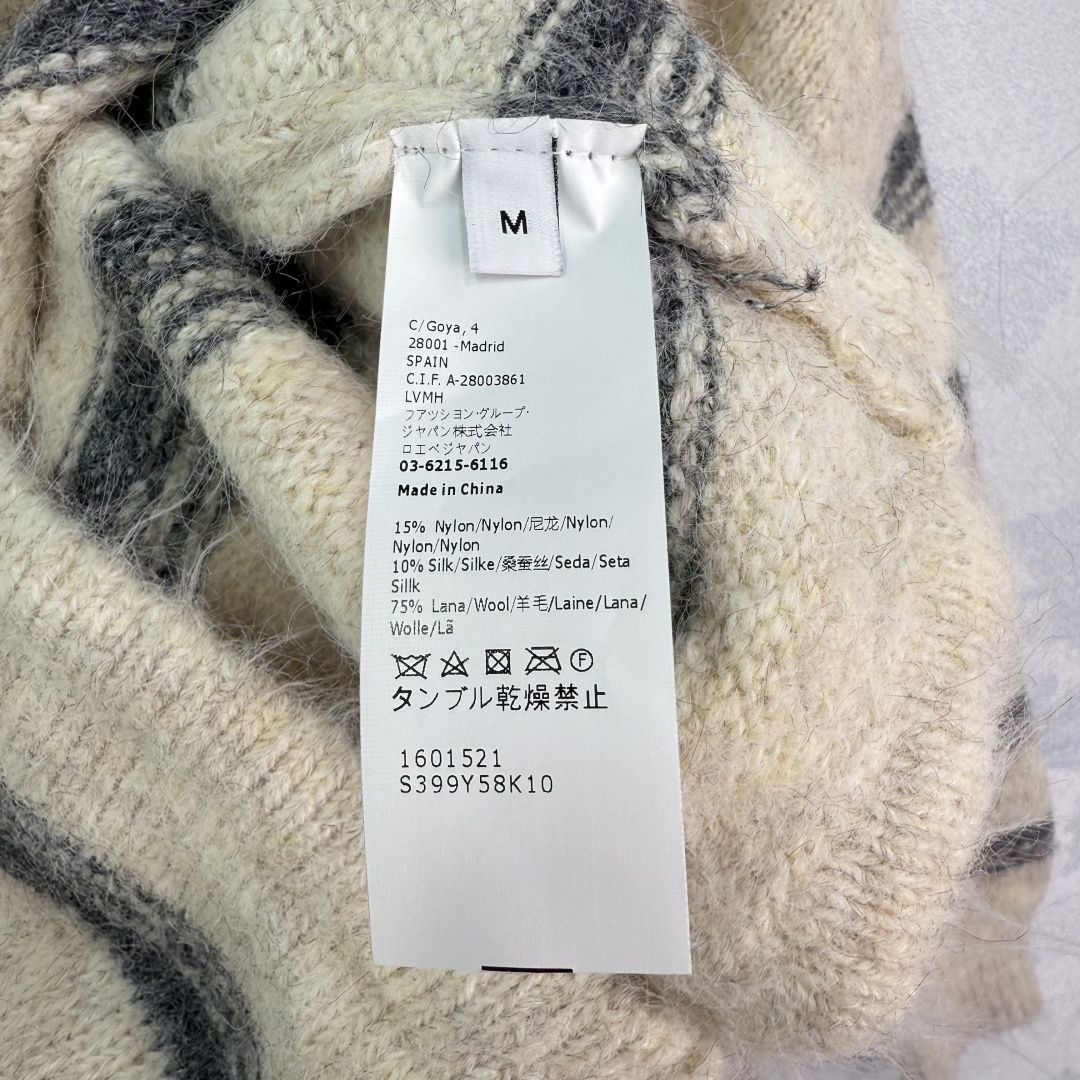 M
C/Goya, 4
28001 -Madrid
SPAIN
C.I.F. A-28003861
LVMH
ファッション·グループ·
ジャパン株式会社
ロエベジャパン
03-6215-6116
Made in China
15% Nylon/Nylon/尼龙/Nylon/
Nylon/Nylon
10% Silk/Silke/桑蚕丝/Seda/Seta
Sillk
75% Lana/Wool/羊毛/Laine/Lana/
Wolle/Lã
F
タンブル乾燥禁止
1601521
S399Y58K10